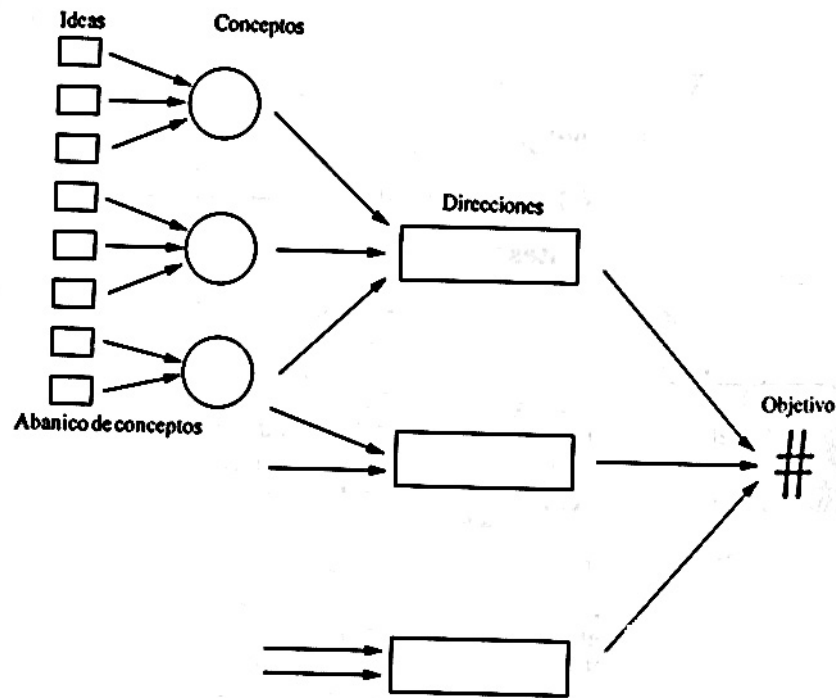 Ideas
Conceptos
Direcciones
Objetivo
Abanico de conceptos
#